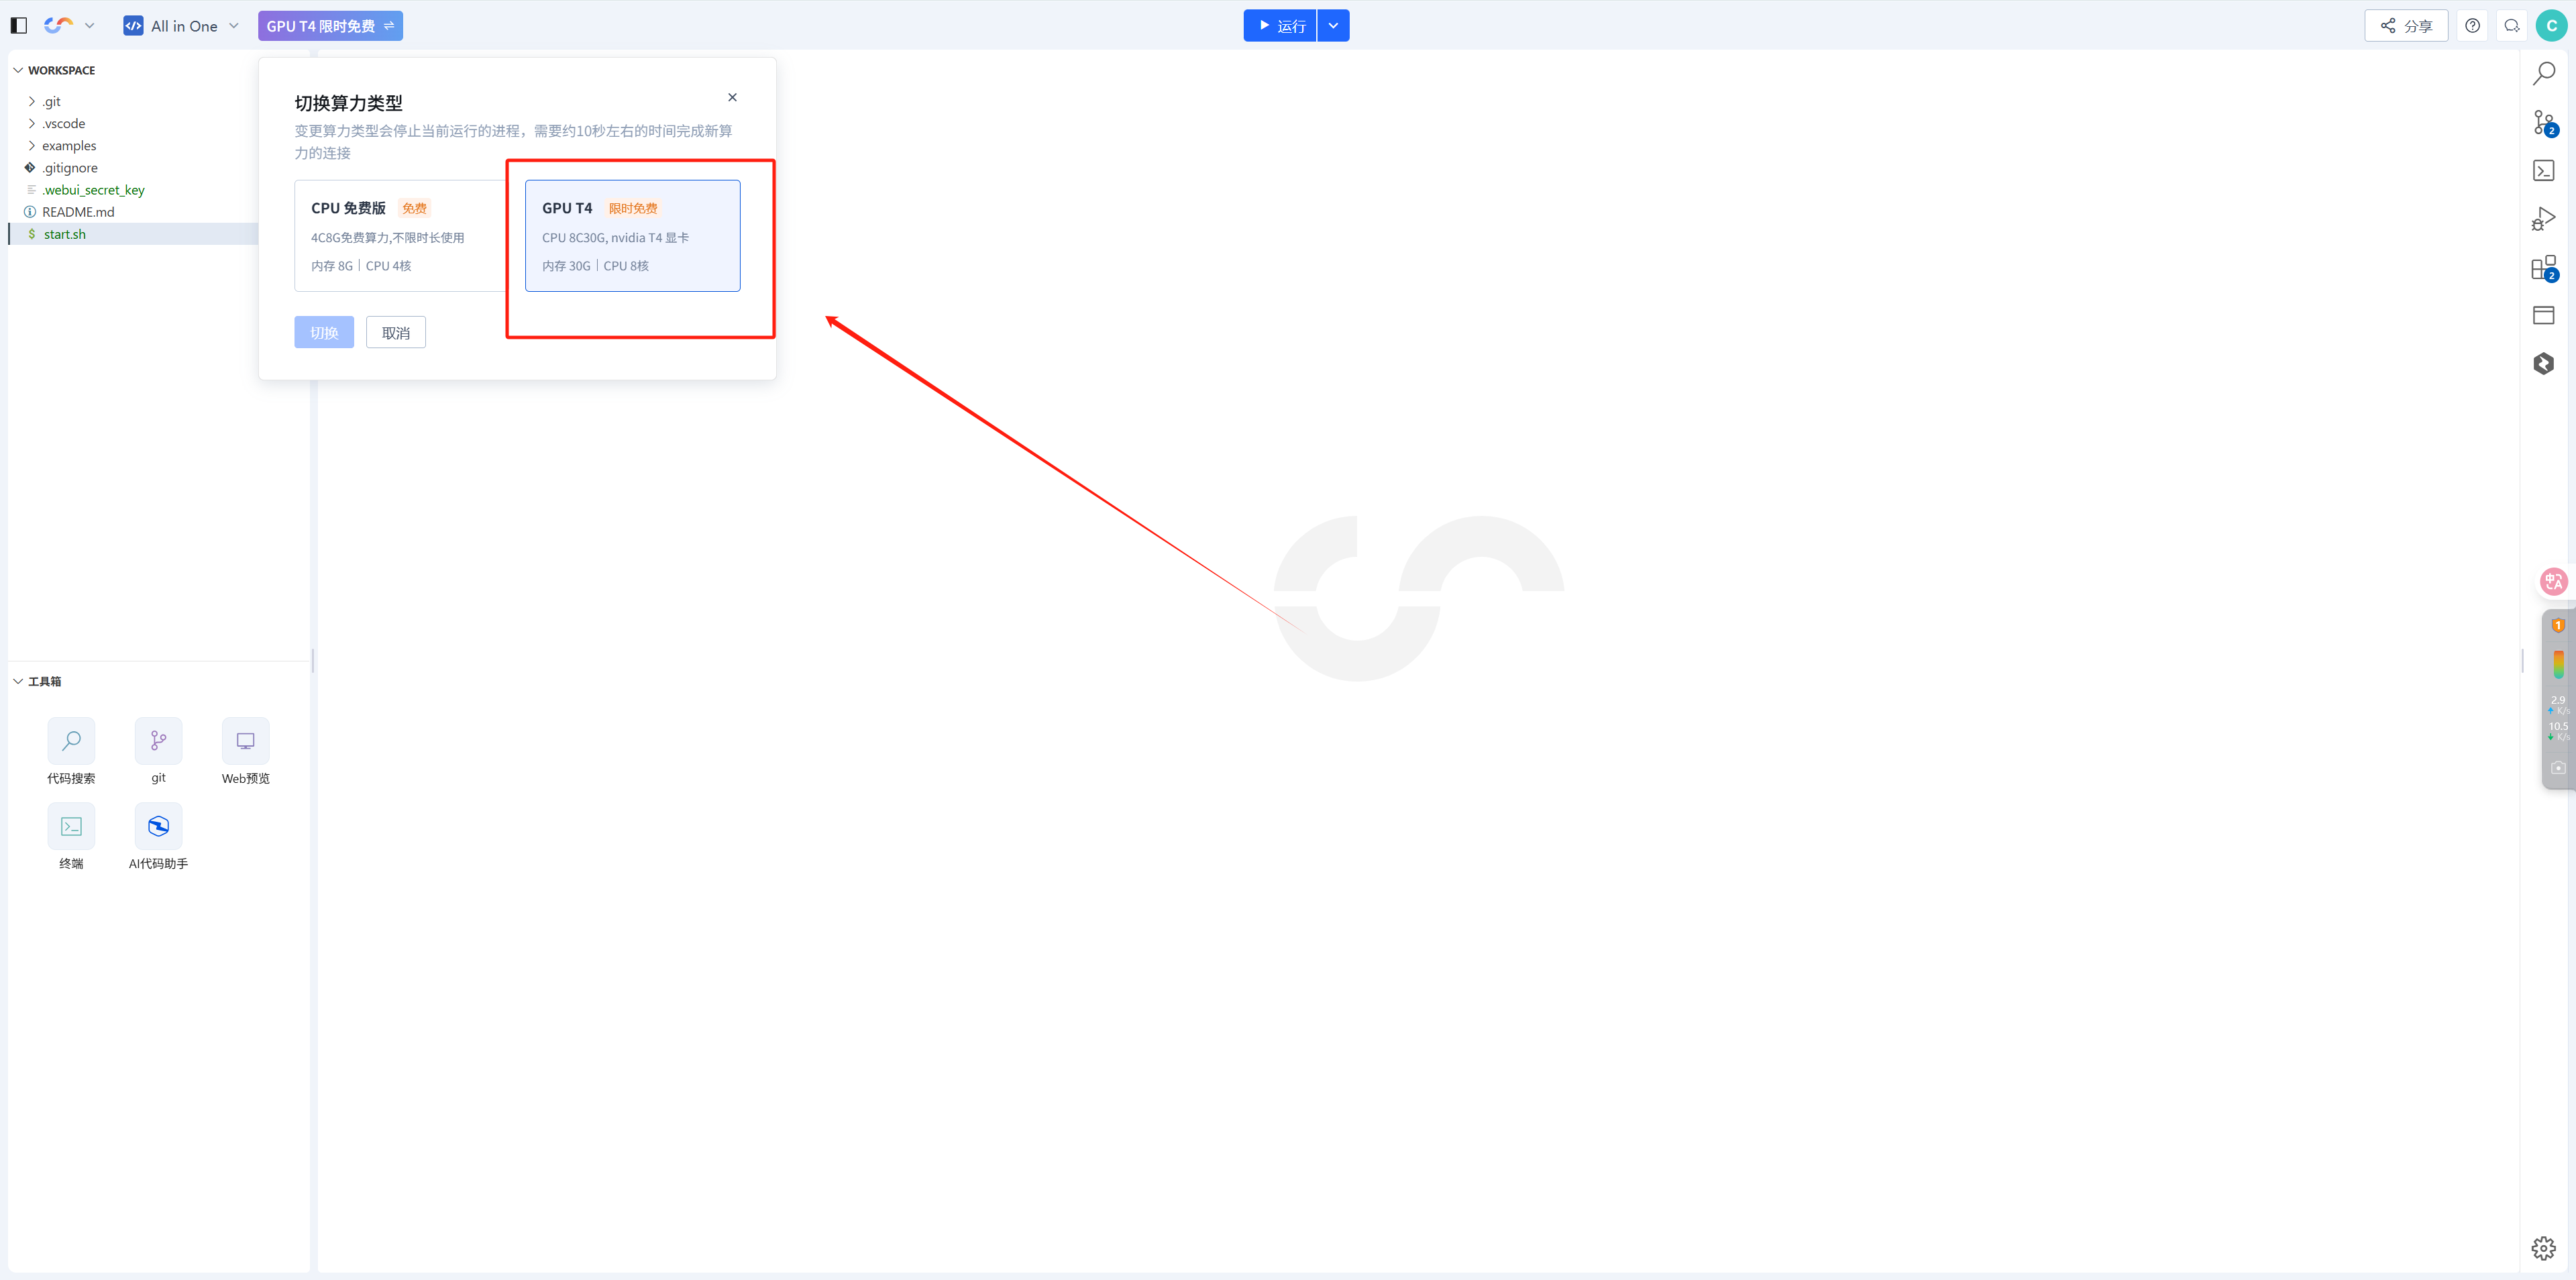 All in One
GPU T4 限时免费
运行
分享
C
WORKSPACE
.git
.vscode
examples
.gitignore
.webui_secret_key
README.md
$ start.sh
切换算力类型
变更算力类型会停止当前运行的进程，需要约10秒左右的时间完成新算
力的连接
CPU 免费版 免费
4C8G免费算力,不限时长使用
内存 8G | CPU 4核
GPU T4 限时免费
CPU 8C30G, nvidia T4 显卡
内存 30G | CPU 8核
切换 取消
2
2
中A
1
2.9
K/s
10.5
K/s
工具箱
代码搜索 git Web预览
终端 AI代码助手